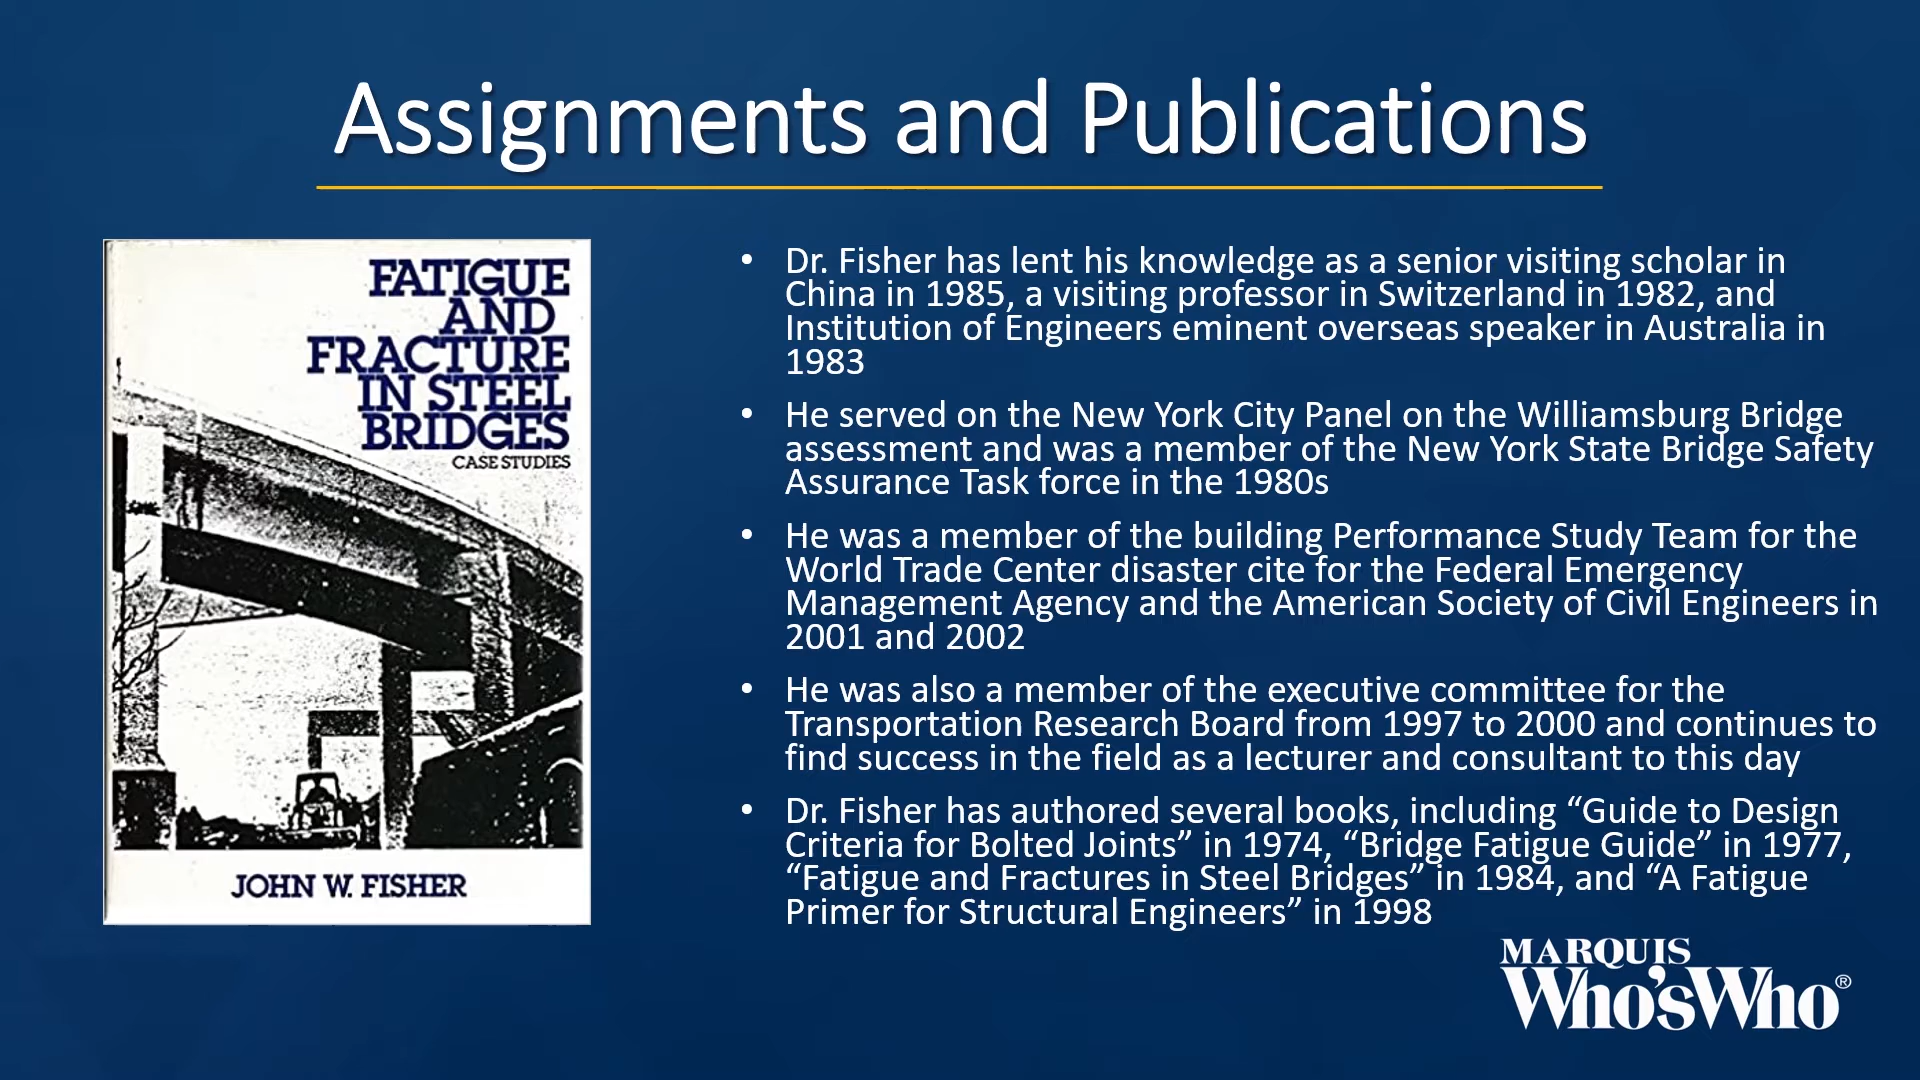 Assignments and Publications
FATIGUE
AND
FRACTURE
IN STEEL
BRIDGES
CASE STUDIES
JOHN W. FISHER
• Dr. Fisher has lent his knowledge as a senior visiting scholar in
China in 1985, a visiting professor in Switzerland in 1982, and
Institution of Engineers eminent overseas speaker in Australia in
1983
• He served on the New York City Panel on the Williamsburg Bridge
assessment and was a member of the New York State Bridge Safety
Assurance Task force in the 1980s
• He was a member of the building Performance Study Team for the
World Trade Center disaster cite for the Federal Emergency
Management Agency and the American Society of Civil Engineers in
2001 and 2002
• He was also a member of the executive committee for the
Transportation Research Board from 1997 to 2000 and continues to
find success in the field as a lecturer and consultant to this day
• Dr. Fisher has authored several books, including “Guide to Design
Criteria for Bolted Joints” in 1974, “Bridge Fatigue Guide” in 1977,
“Fatigue and Fractures in Steel Bridges” in 1984, and “A Fatigue
Primer for Structural Engineers” in 1998
MARQUIS
Who'sWho®